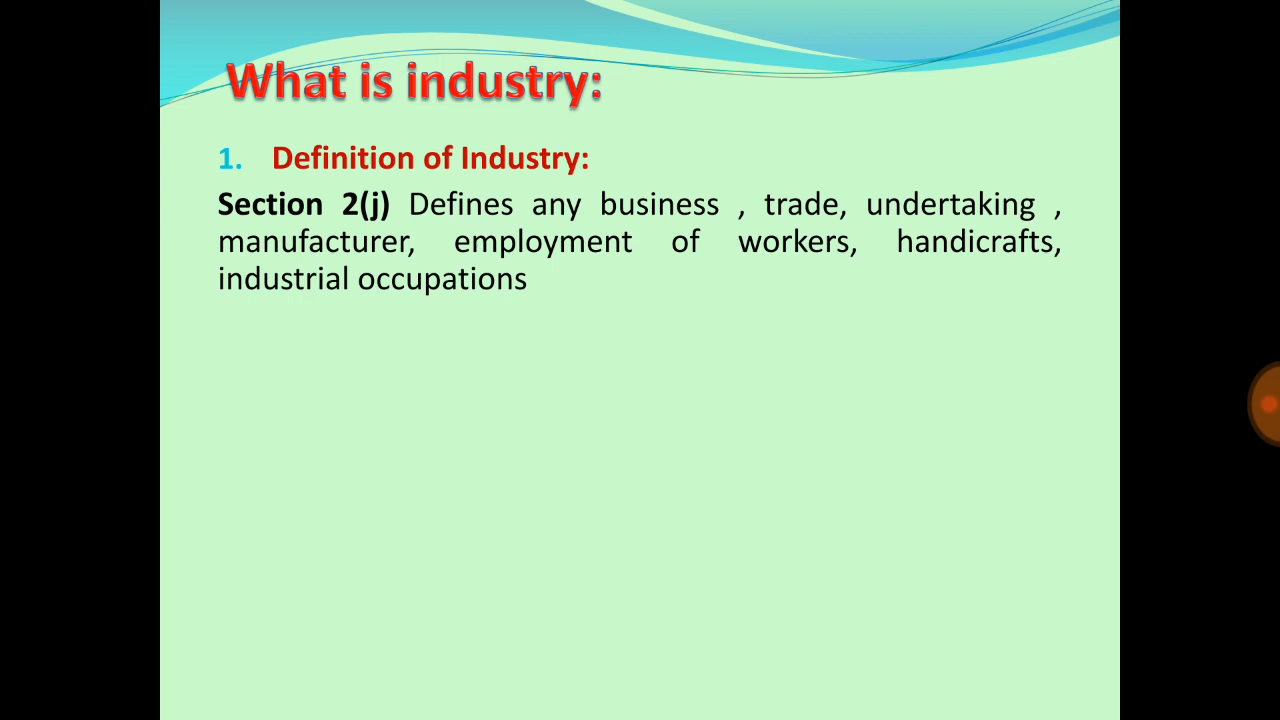 What is industry:
1. Definition of Industry:
Section 2(j) Defines any business , trade, undertaking ,
manufacturer, employment of workers, handicrafts,
industrial occupations